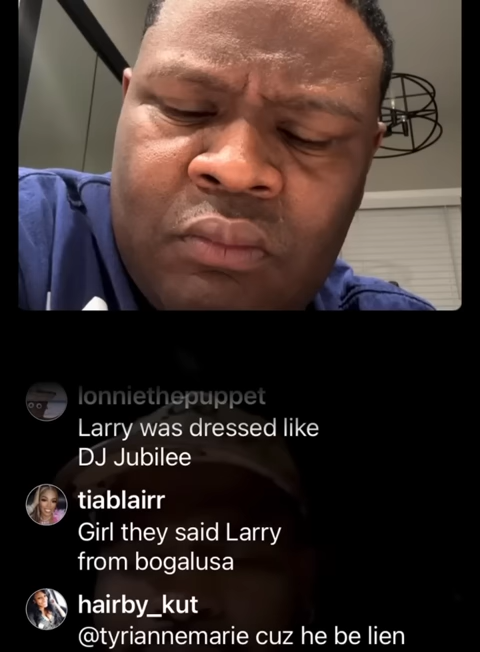 lonniethepuppet
Larry was dressed like
DJ Jubilee
tiablairr
Girl they said Larry
from bogalusa
hairby_kut
@tyriannemarie cuz he be lien